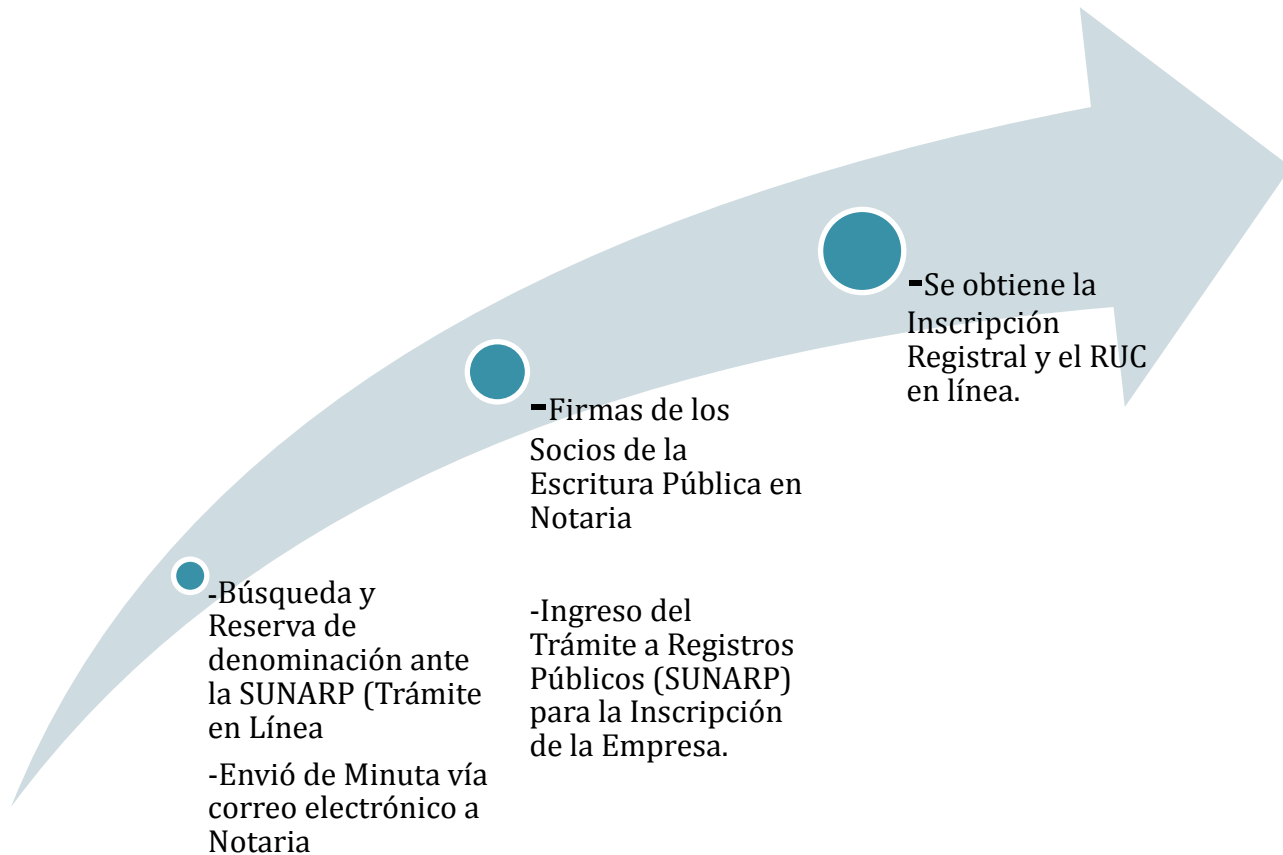 -Búsqueda y
Reserva de
denominación ante
la SUNARP (Trámite
en Línea
-Envió de Minuta vía
correo electrónico a
Notaria
-Firmas de los
Socios de la
Escritura Pública en
Notaria
-Ingreso del
Trámite a Registros
Públicos (SUNARP)
para la Inscripción
de la Empresa.
-Se obtiene la
Inscripción
Registral y el RUC
en línea.